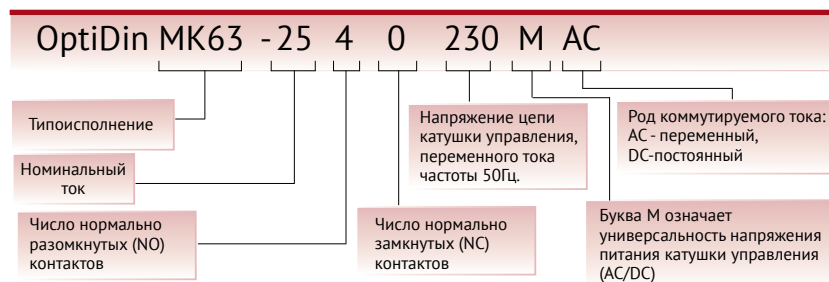 OptiDin MK63 -25 4 0 230 М AC
Типоисполнение
Номинальный
ток
Число нормально
разомкнутых (NO)
контактов
Число нормально
замкнутых (NC)
контактов
Напряжение цепи
катушки управления,
переменного тока
частоты 50Гц.
Род коммутируемого тока:
AC - переменный,
DC-постоянный
Буква М означает
универсальность напряжения
питания катушки управления
(AC/DC)